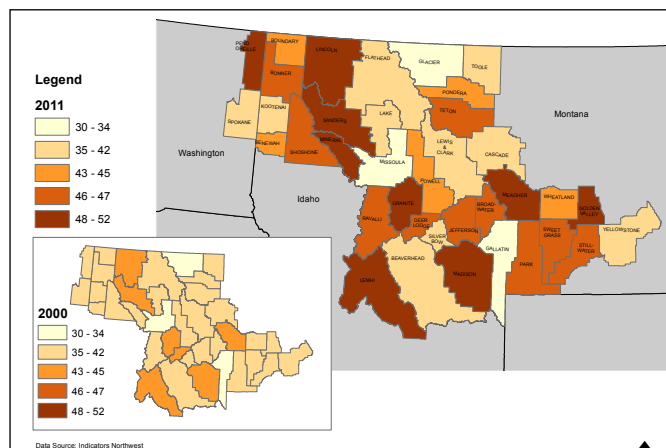 PEND
OREILLE
BOUNDARY
LINCOLN
FLATHEAD
GLACIER
TOOLE
BONNER
PONDERA
TETON
Legend
2011
30 - 34
35 - 42
43 - 45
46 - 47
48 - 52
KOOTENAI
SPOKANE
SANDERS
LAKE
Montana
BENEWAH
SHOSHONE
MINERAL
MISSOULA
LEWIS
& CLARK
CASCADE
Washington
Idaho
POWELL
GRANITE
RAVALLI
DEER
LODGE
SILVER
BOW
JEFFERSON
BROAD-
WATER
MEAGHER
WHEATLAND
GOLDEN
VALLEY
GALLATIN
PARK
SWEET
GRASS
STILL-
WATER
YELLOWSTONE
LEMHI
BEAVERHEAD
MADISON
2000
30 - 34
35 - 42
43 - 45
46 - 47
48 - 52
Data Source: Indicators Northwest